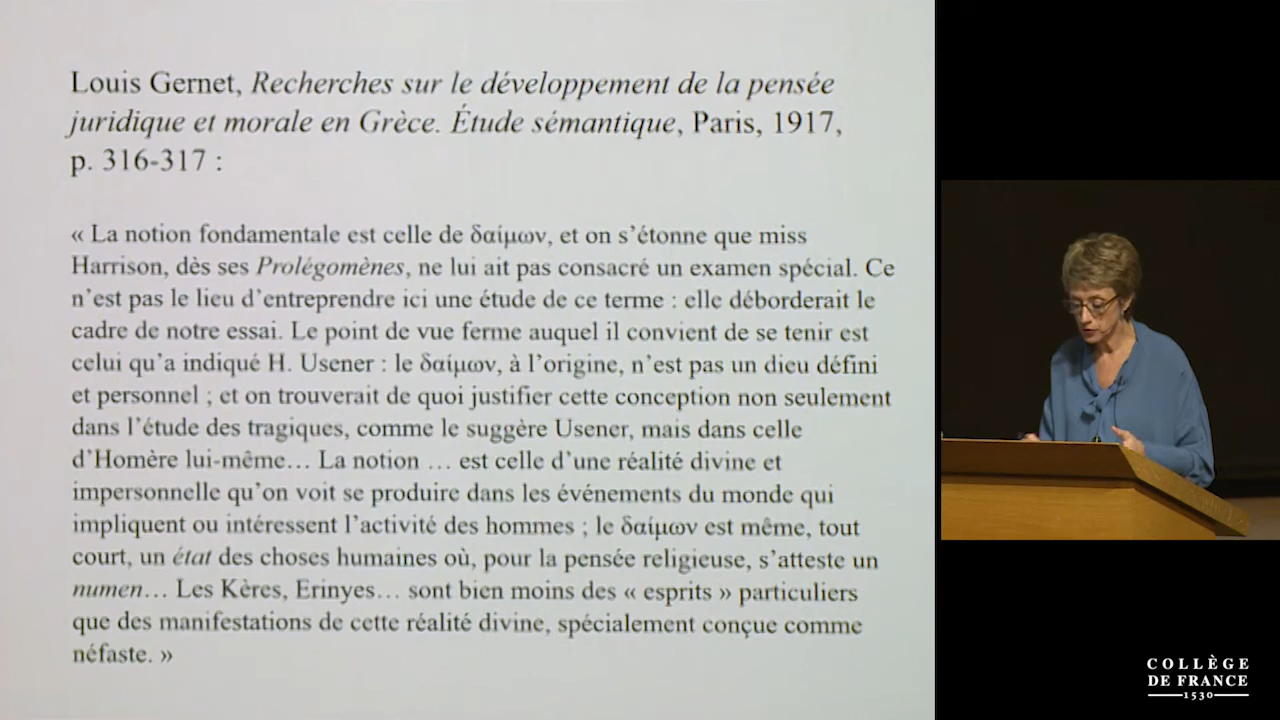 Louis Gernet, Recherches sur le développement de la pensée
juridique et morale en Grèce. Étude sémantique, Paris, 1917,
p. 316-317 :
« La notion fondamentale est celle de δαίμων, et on s’étonne que miss
Harrison, dès ses Prolégomènes, ne lui ait pas consacré un examen spécial. Ce
n’est pas le lieu d’entreprendre ici une étude de ce terme : elle déborderait le
cadre de notre essai. Le point de vue ferme auquel il convient de se tenir est
celui qu’a indiqué H. Usener : le δαίμων, à l’origine, n’est pas un dieu défini
et personnel ; et on trouverait de quoi justifier cette conception non seulement
dans l’étude des tragiques, comme le suggère Usener, mais dans celle
d’Homère lui-même… La notion … est celle d’une réalité divine et
impersonnelle qu’on voit se produire dans les événements du monde qui
impliquent ou intéressent l’activité des hommes ; le δαίμων est même, tout
court, un état des choses humaines où, pour la pensée religieuse, s’atteste un
numen… Les Kères, Erinyes… sont bien moins des « esprits » particuliers
que des manifestations de cette réalité divine, spécialement conçue comme
néfaste. »
COLLÈGE
DE FRANCE
1530